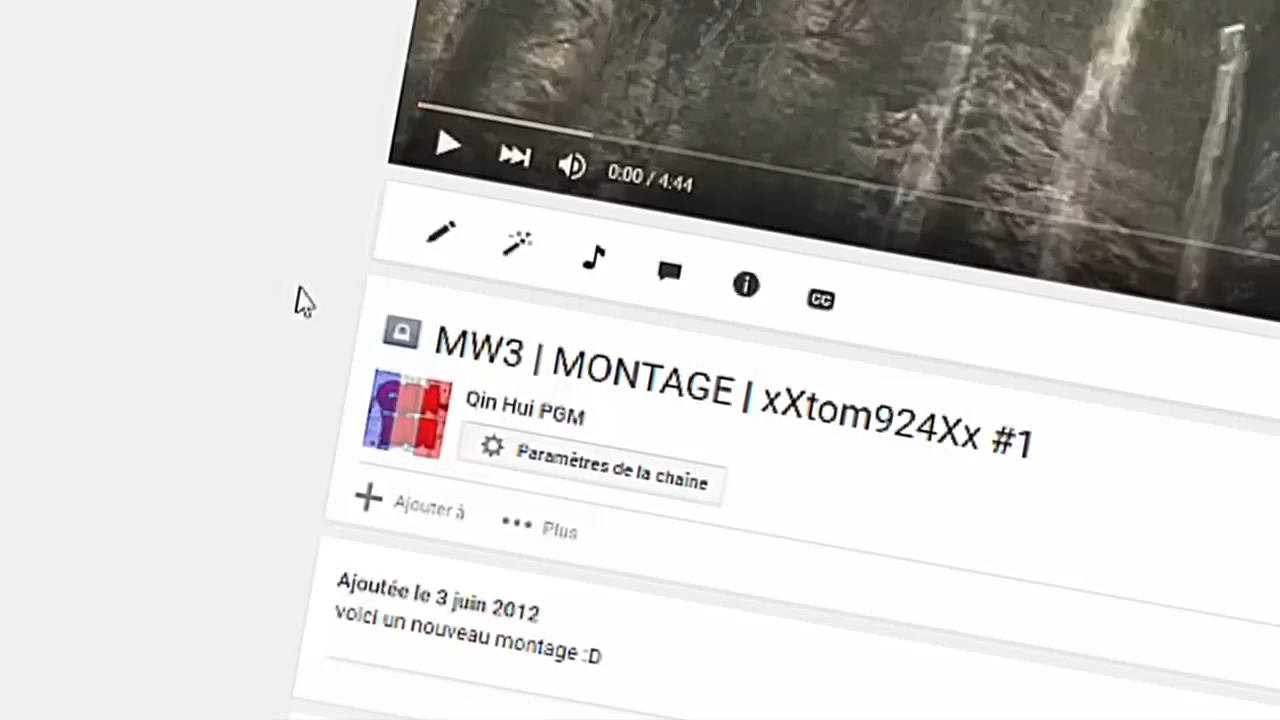 0:00 / 4:44
CC
MW3 | MONTAGE | xXtom924Xx #1
Qin Hui PGM
Paramètres de la chaîne
Ajouter à
Plus
Ajoutée le 3 juin 2012
voici un nouveau montage :D